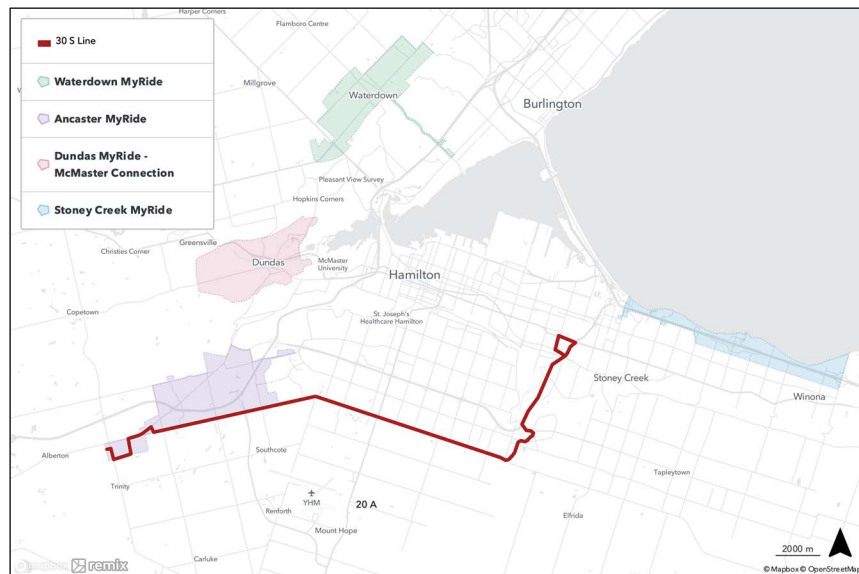 30 S Line
Waterdown MyRide
Ancaster MyRide
Dundas MyRide -
McMaster Connection
Stoney Creek MyRide
Harper Corners
Flamboro Centre
Millgrove
Waterdown
Burlington
Pleasant View Survey
Hopkins Corners
Greensville
Christies Corner
Dundas
McMaster
University
Hamilton
Copetown
St. Joseph's
Healthcare Hamilton
Stoney Creek
Winona
Alberton
Southcote
Trinity
Tapleytown
YHM
20 A
Renforth
Elfrida
Mount Hope
Carluke
2000 m
mapbox
remix
© Mapbox © OpenStreetMap